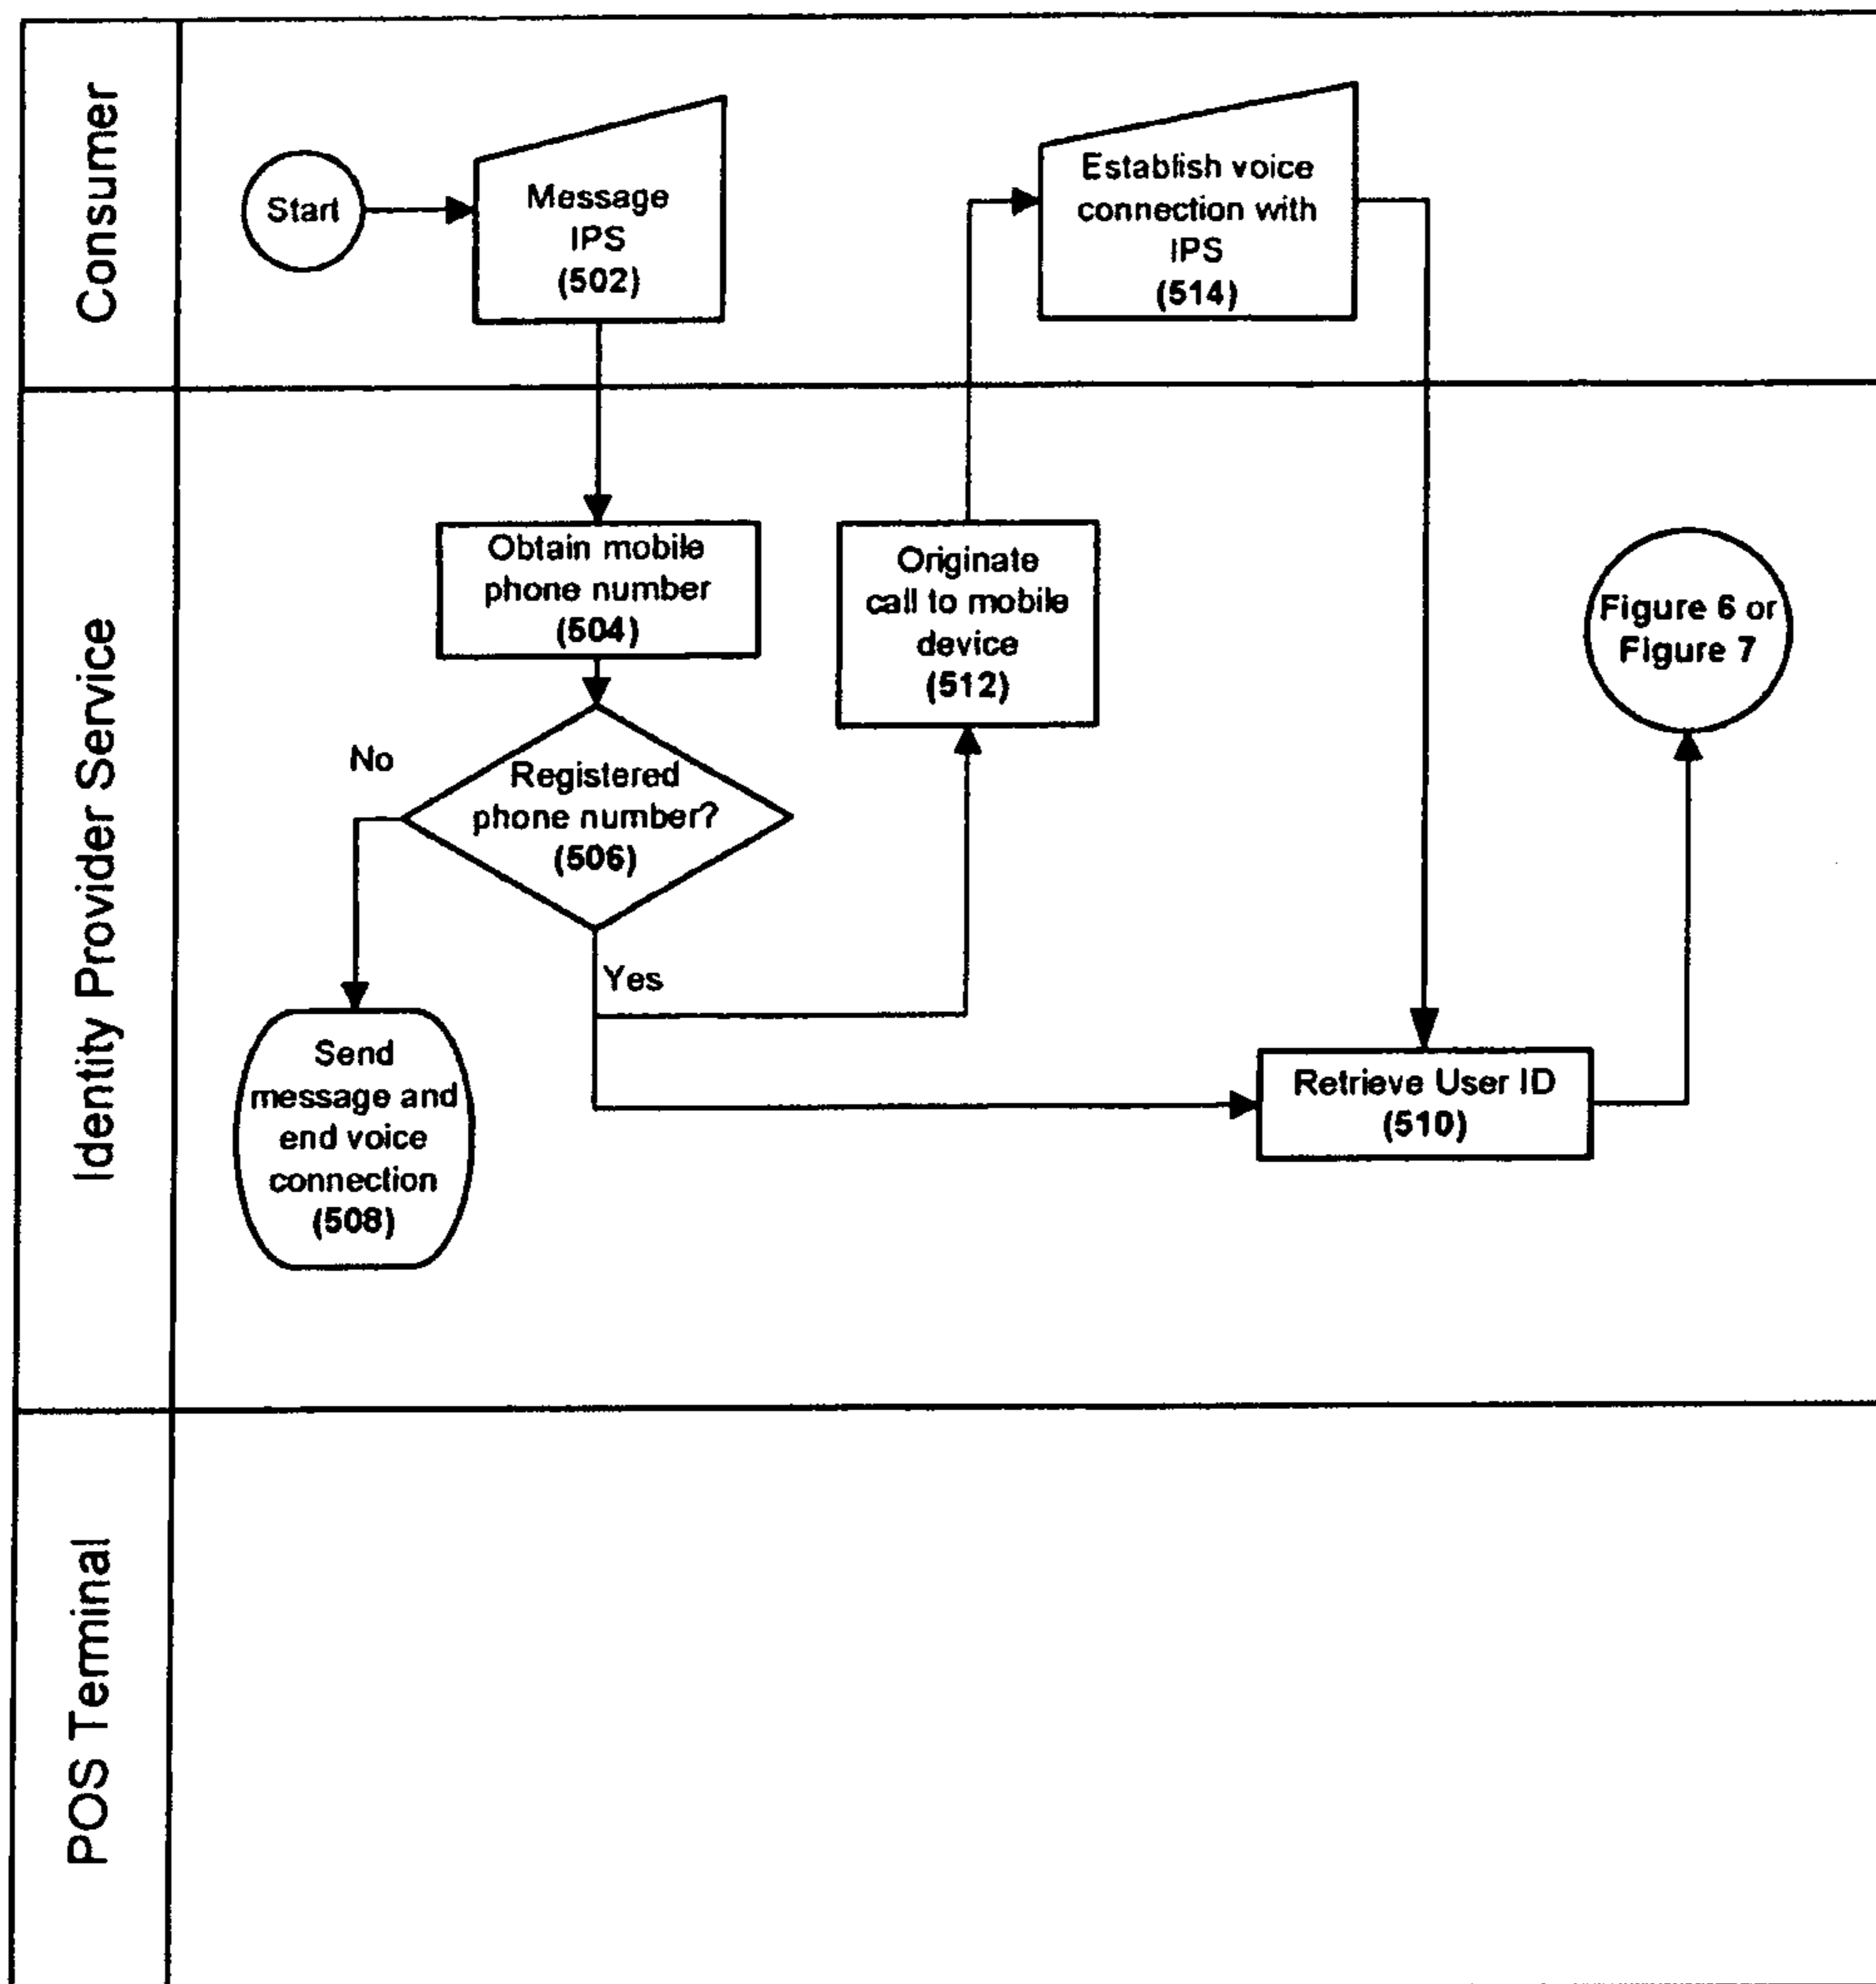 Consumer
Start
Message
IPS
(502)
Establish voice
connection with
IPS
(514)
Identity Provider Service
Obtain mobile
phone number
(504)
Originate
call to mobile
device
(512)
Figure 6 or
Figure 7
No
Registered
phone number?
(506)
Yes
Send
message and
end voice
connection
(508)
Retrieve User ID
(510)
POS Terminal